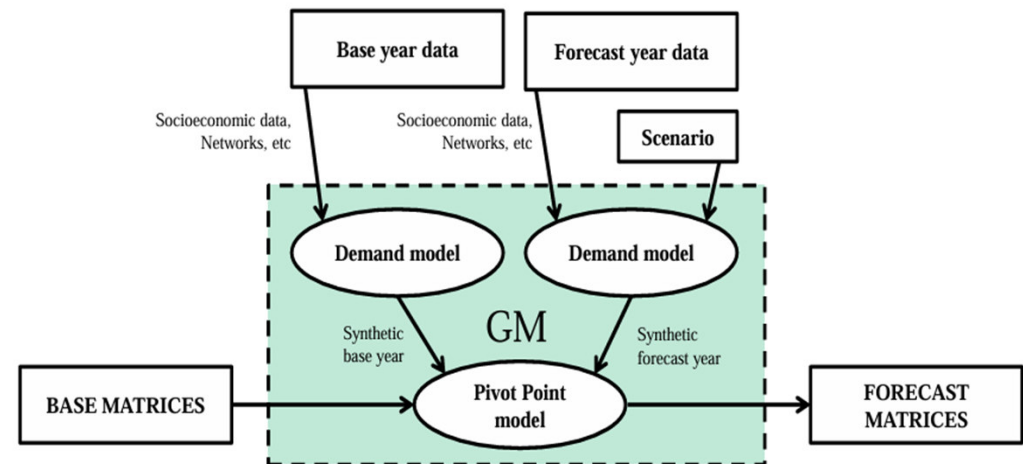 Base year data
Forecast year data
Socioeconomic data,
Networks, etc
Socioeconomic data,
Networks, etc
Scenario
Demand model
Demand model
GM
Synthetic
base year
Synthetic
forecast year
BASE MATRICES
Pivot Point
model
FORECAST
MATRICES